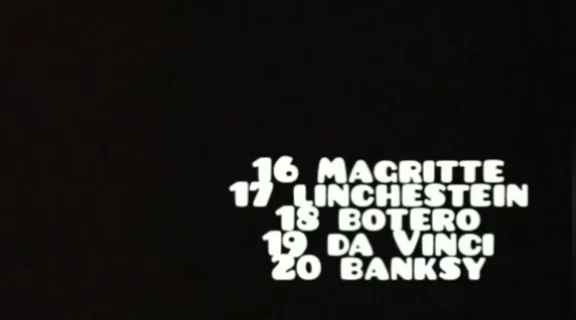 16 Magritte
17 Linchestein
18 Botero
19 da Vinci
20 Banksy